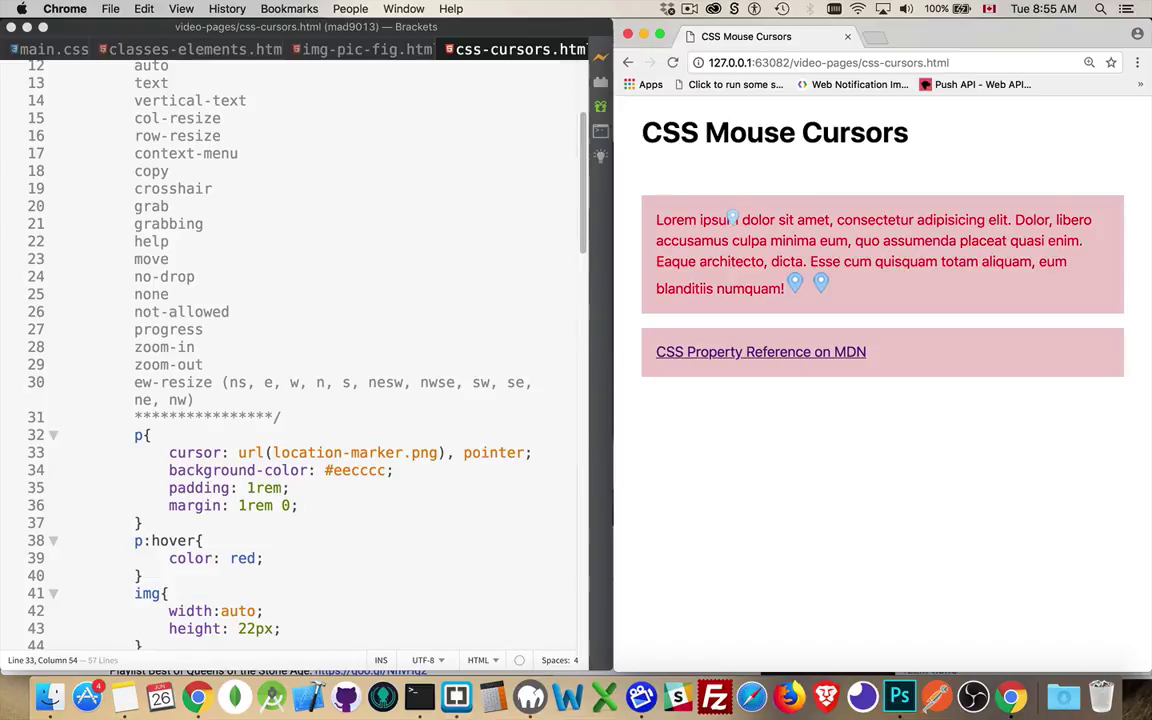 Chrome File Edit View History Bookmarks People Window Help 100% Tue 8:55 AM
video-pages/css-cursors.html (mad9013) — Brackets
main.css classes-elements.htm img-pic-fig.htm css-cursors.htm
12 auto
13 text
14 vertical-text
15 col-resize
16 row-resize
17 context-menu
18 copy
19 crosshair
20 grab
21 grabbing
22 help
23 move
24 no-drop
25 none
26 not-allowed
27 progress
28 zoom-in
29 zoom-out
30 ew-resize (ns, e, w, n, s, nesw, nwse, sw, se,
ne, nw)
31 ****************/
32 p{
33 cursor: url(location-marker.png), pointer;
34 background-color: #eecccc;
35 padding: 1rem;
36 margin: 1rem 0;
37 }
38 p:hover{
39 color: red;
40 }
41 img{
42 width:auto;
43 height: 22px;
44 }
Line 33, Column 54 — 57 Lines INS UTF-8 HTML Spaces: 4
Playlist Best of Queens of the Stone Age:
CSS Mouse Cursors
127.0.0.1:63082/video-pages/css-cursors.html
Apps Click to run some s... Web Notification Im... Push API - Web API... »
CSS Mouse Cursors
Lorem ipsum dolor sit amet, consectetur adipisicing elit. Dolor, libero
accusamus culpa minima eum, quo assumenda placeat quasi enim.
Eaque architecto, dicta. Esse cum quisquam totam aliquam, eum
blanditiis numquam!
CSS Property Reference on MDN
4
JUN
26
Ps